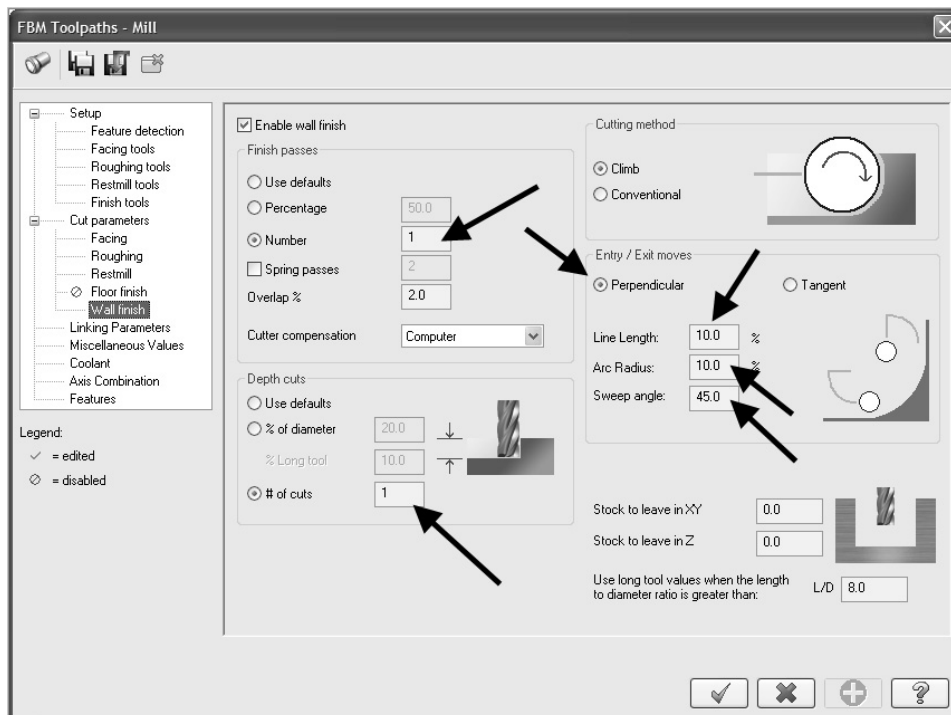 FBM Toolpaths - Mill
Setup
Feature detection
Facing tools
Roughing tools
Restmill tools
Finish tools
Cut parameters
Facing
Roughing
Restmill
Floor finish
Wall finish
Linking Parameters
Miscellaneous Values
Coolant
Axis Combination
Features
Legend:
= edited
= disabled
Enable wall finish
Finish passes
Use defaults
Percentage 50.0
Number 1
Spring passes 2
Overlap % 2.0
Cutter compensation Computer
Depth cuts
Use defaults
% of diameter 20.0
% Long tool 10.0
# of cuts 1
Cutting method
Climb
Conventional
Entry / Exit moves
Perpendicular Tangent
Line Length: 10.0 %
Arc Radius: 10.0 %
Sweep angle: 45.0
Stock to leave in XY 0.0
Stock to leave in Z 0.0
Use long tool values when the length
to diameter ratio is greater than: L/D 8.0